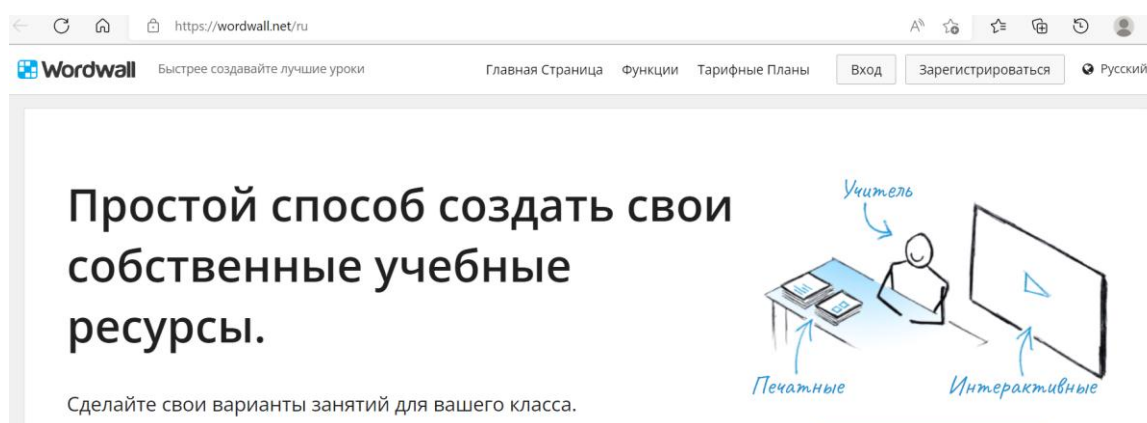 https://wordwall.net/ru
Wordwall Быстрее создавайте лучшие уроки Главная Страница Функции Тарифные Планы Вход Зарегистрироваться Русский
Простой способ создать свои
собственные учебные
ресурсы.
Сделайте свои варианты занятий для вашего класса.
Учитель
Печатные
Интерактивные